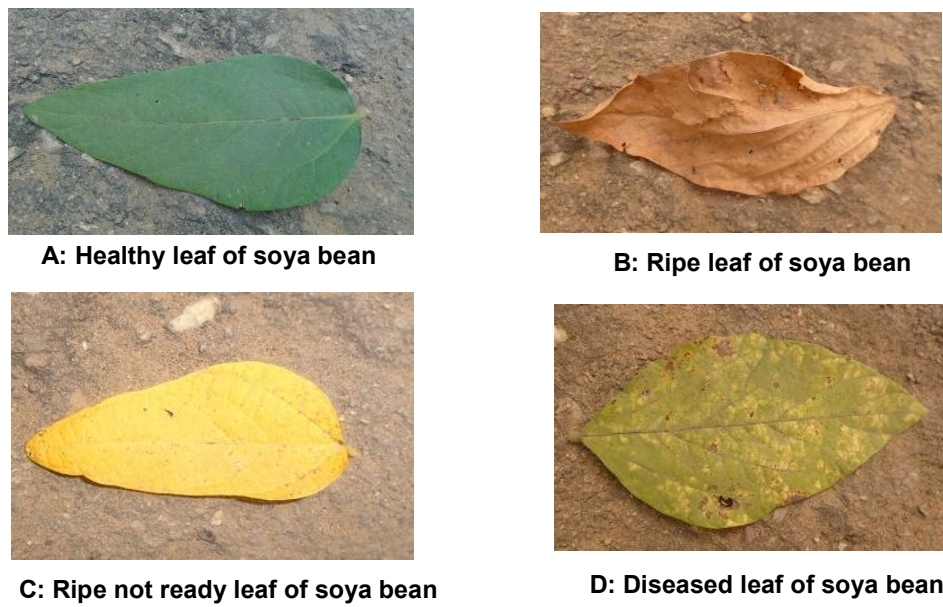 A: Healthy leaf of soya bean
B: Ripe leaf of soya bean
C: Ripe not ready leaf of soya bean
D: Diseased leaf of soya bean